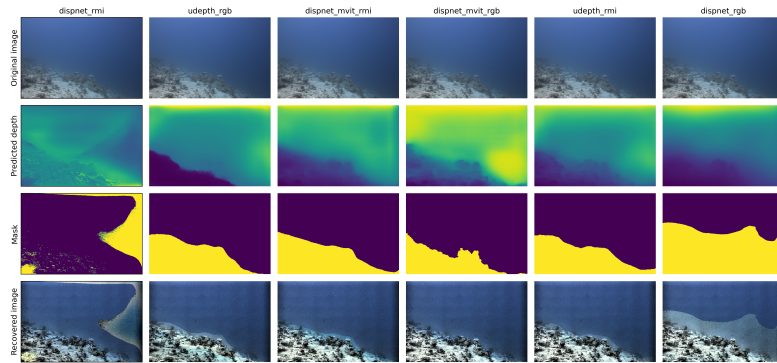 dispnet_rmi udepth_rgb dispnet_mvit_rmi dispnet_mvit_rgb udepth_rmi dispnet_rgb
Original image
Predicted depth
Mask
Recovered image